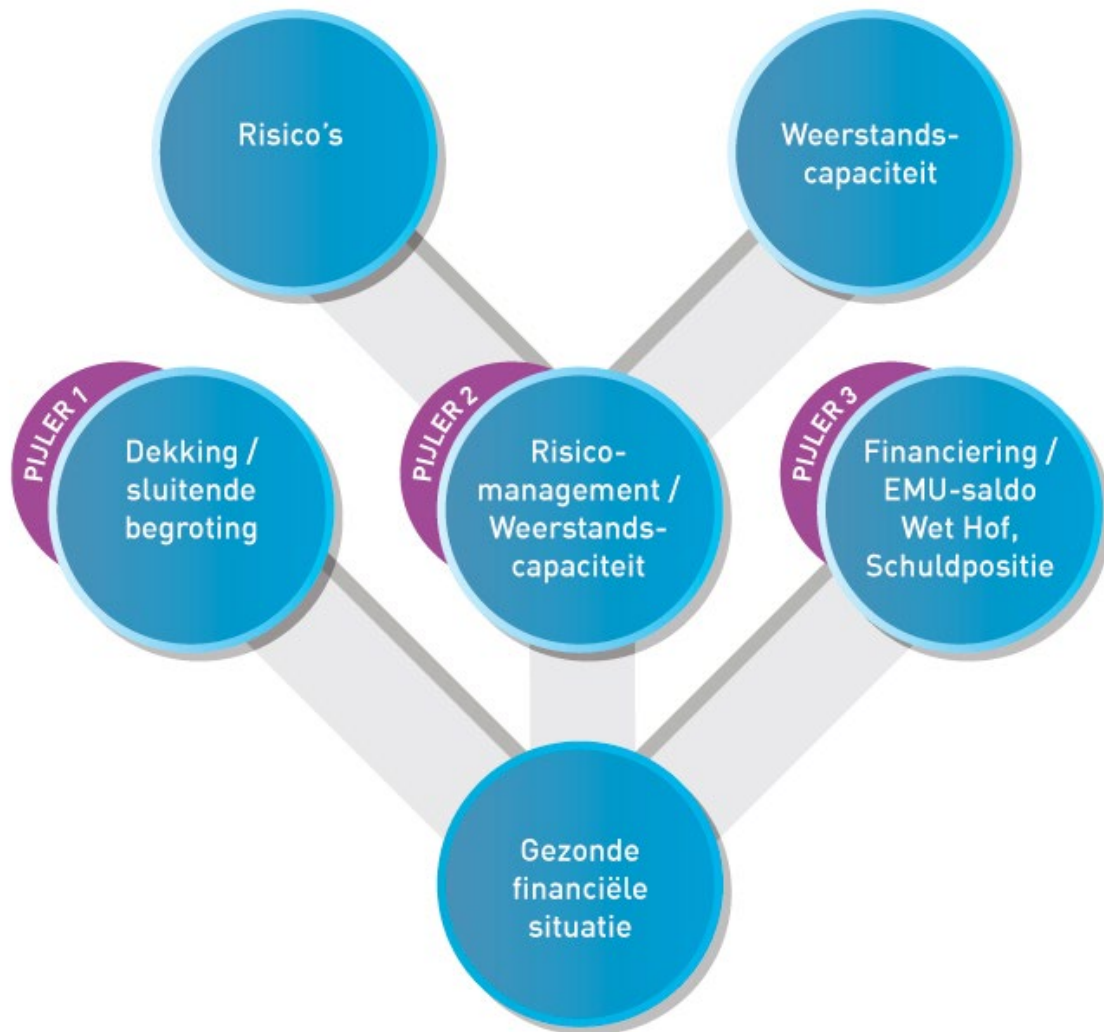 Risico's
Weerstands-
capaciteit
PIJLER 1
Dekking /
sluitende
begroting
PIJLER 2
Risico-
management /
Weerstands-
capaciteit
PIJLER 3
Financiering /
EMU-saldo
Wet Hof,
Schuldpositie
Gezonde
financiële
situatie